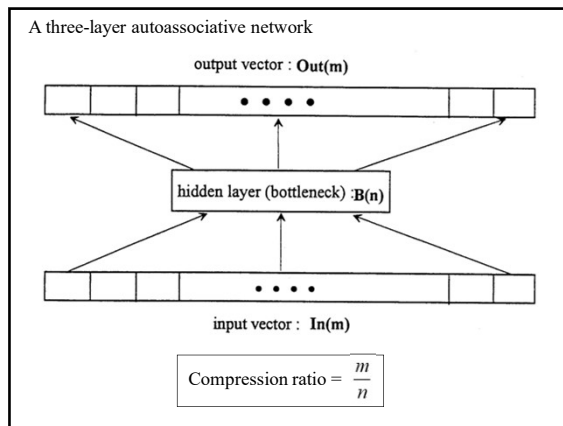 A three-layer autoassociative network
output vector : Out(m)
hidden layer (bottleneck) :B(n)
input vector : In(m)
Compression ratio = m/n